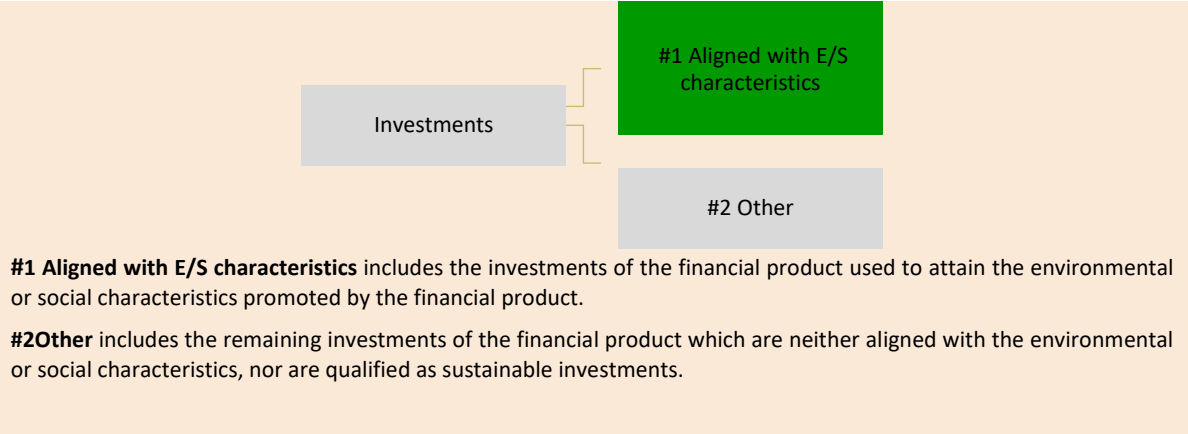 #1 Aligned with E/S
characteristics
Investments
#2 Other
#1 Aligned with E/S characteristics includes the investments of the financial product used to attain the environmental
or social characteristics promoted by the financial product.
#2Other includes the remaining investments of the financial product which are neither aligned with the environmental
or social characteristics, nor are qualified as sustainable investments.